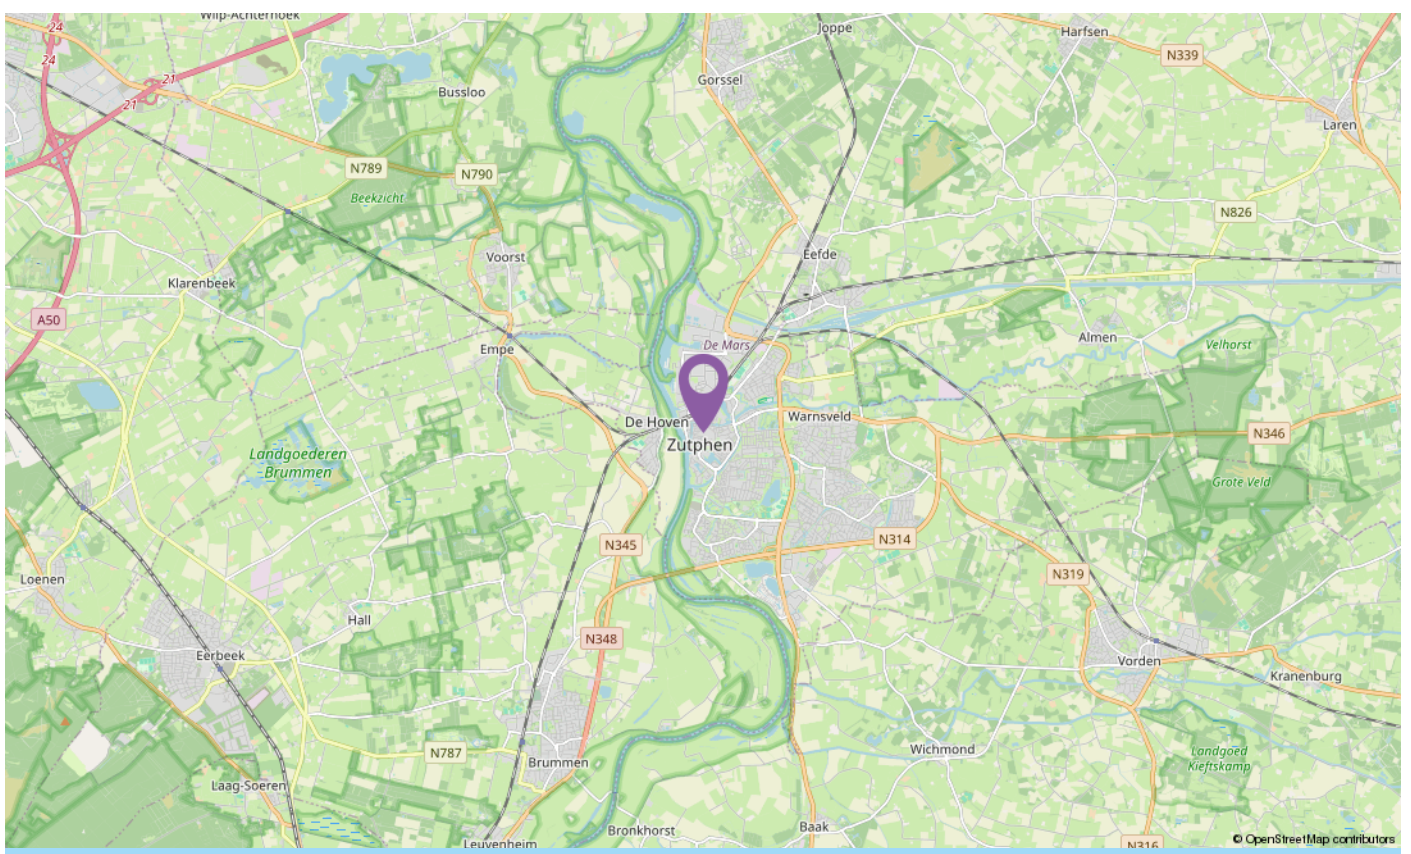 Wilp-Achterhoek
24
Joppe
Harfsen
N339
24
21
Gorssel
Bussloo
21
Laren
N789
N790
Beekzicht
N826
Voorst
Eefde
Klarenbeek
A50
Almen
De Mars
Velhorst
Empe
De Hoven
Warnsveld
Zutphen
N346
Landgoederen
Brummen
Grote Veld
N345
N314
Loenen
N319
Hall
N348
Eerbeek
Vorden
Kranenburg
N787
Wichmond
Landgoed
Kieftskamp
Brummen
Laag-Soeren
Bronkhorst
Baak
Leuvenheim
N316
© OpenStreetMap contributors